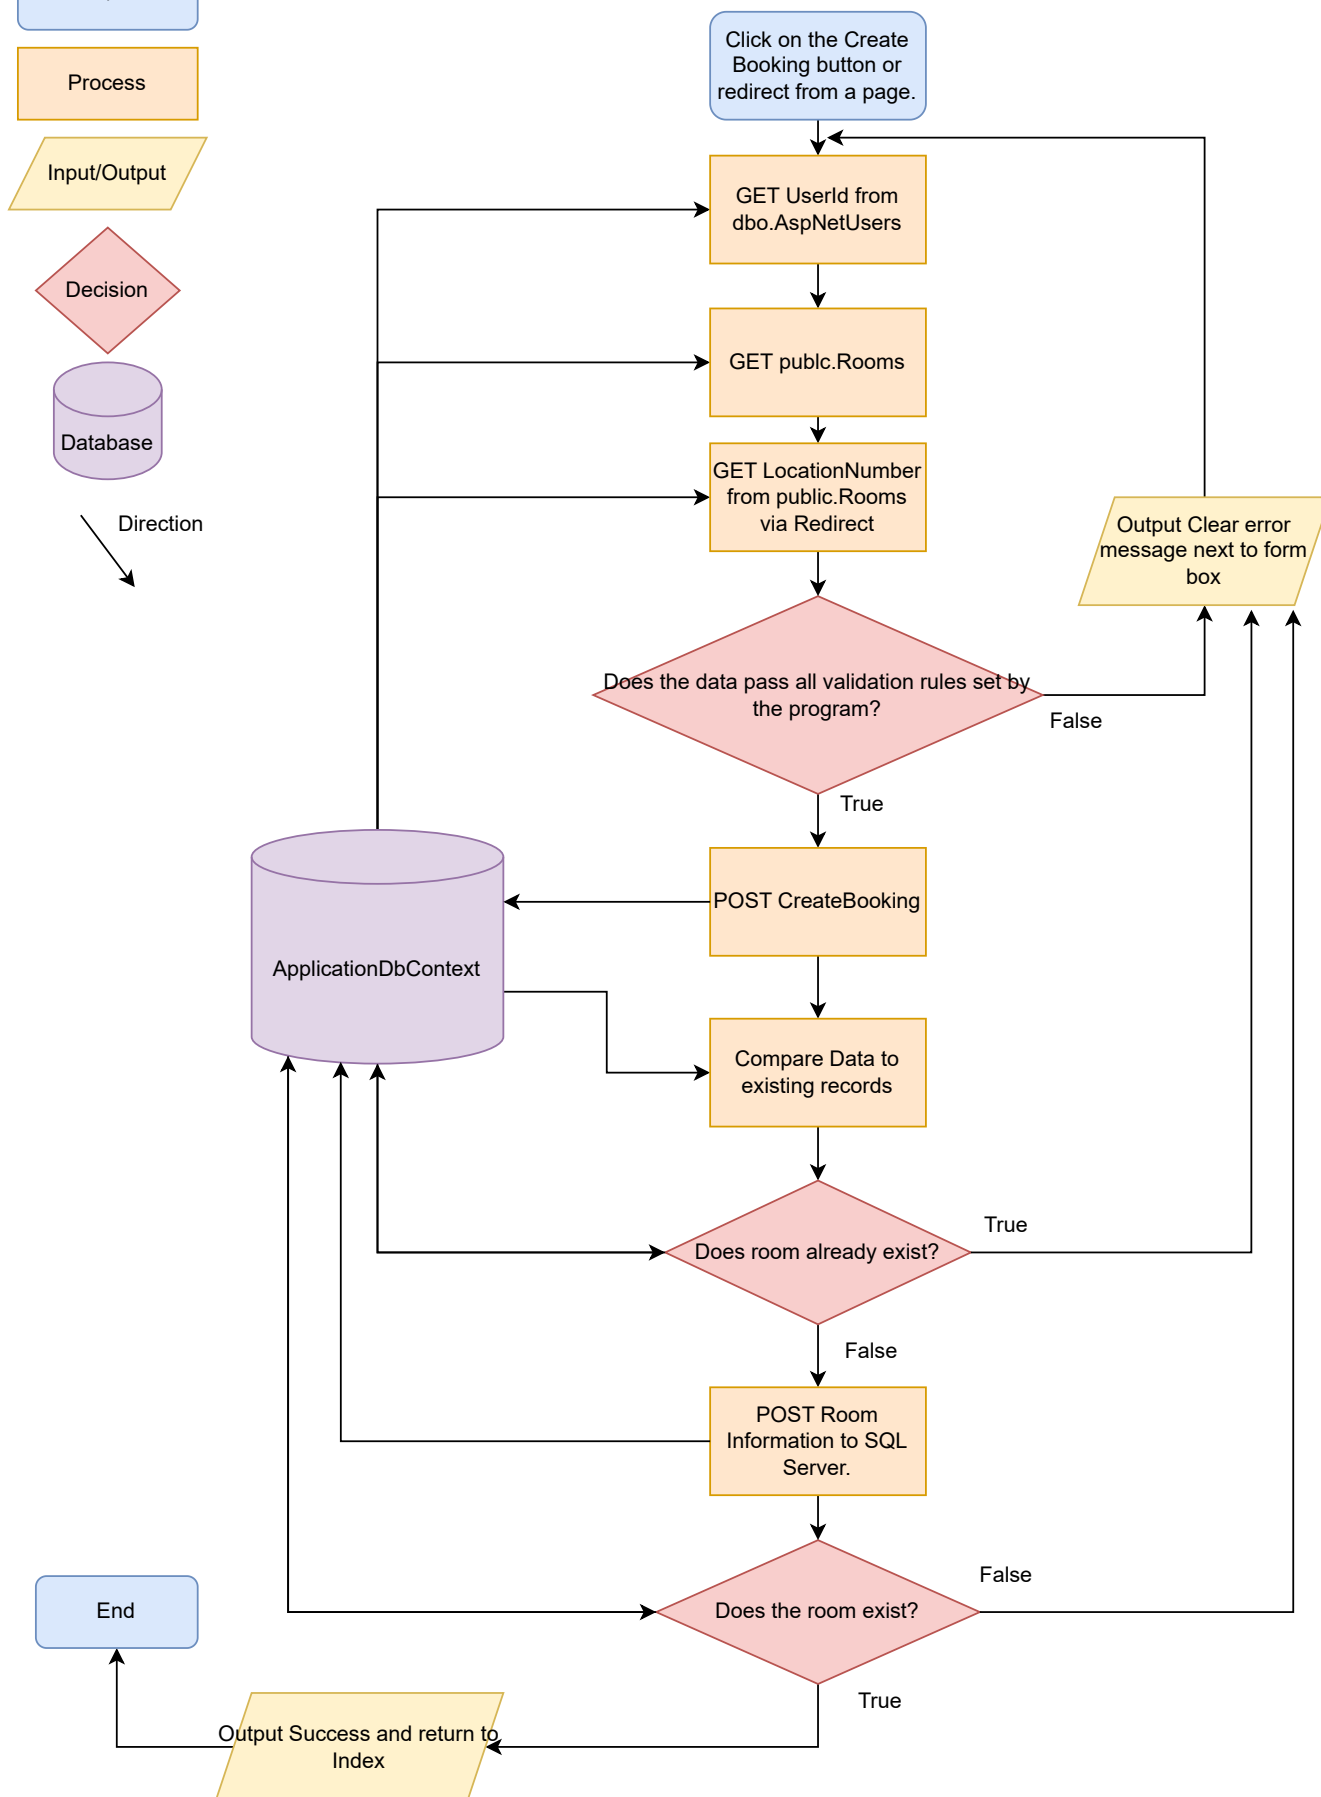 Process
Input/Output
Decision
Database
Direction
Click on the Create
Booking button or
redirect from a page.
GET UserId from
dbo.AspNetUsers
GET publc.Rooms
GET LocationNumber
from public.Rooms
via Redirect
Output Clear error
message next to form
box
Does the data pass all validation rules set by
the program?
False
True
POST CreateBooking
ApplicationDbContext
Compare Data to
existing records
Does room already exist?
True
False
POST Room
Information to SQL
Server.
Does the room exist?
False
True
End
Output Success and return to
Index